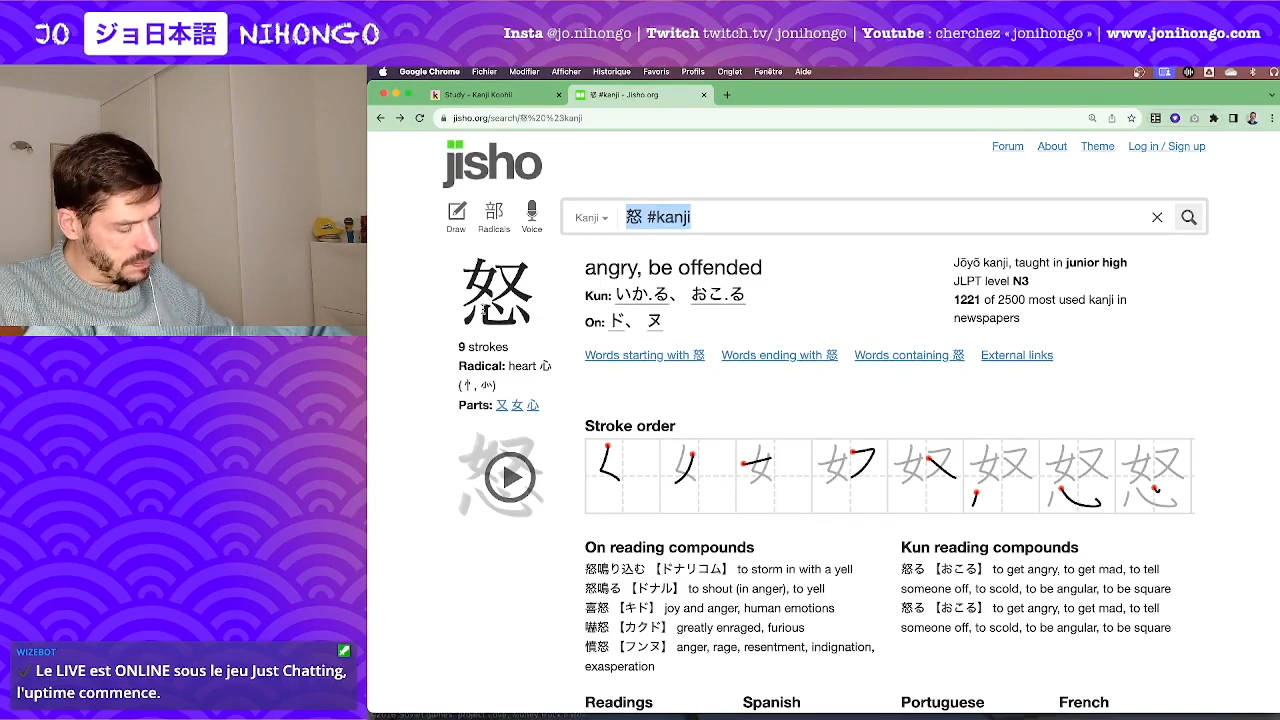 JO ジョ日本語 NIHONGO
Insta @jo.nihongo | Twitch twitch.tv/jonihongo | Youtube : cherchez « jonihongo » | www.jonihongo.com
Google Chrome Fichier Modifier Afficher Historique Favoris Profils Onglet Fenêtre Aide
Study - Kanji Koohii
怒 #kanji - Jisho.org
jisho.org/search/怒%20%23kanji
jisho
Forum About Theme Log in / Sign up
Draw
部 Radicals
Voice
Kanji 怒 #kanji
怒
9 strokes
Radical: heart 心
(忄, ⺗)
Parts: 又 女 心
angry, be offended
Kun: いか.る、 おこ.る
On: ド、 ヌ
Jōyō kanji, taught in junior high
JLPT level N3
1221 of 2500 most used kanji in
newspapers
Words starting with 怒 Words ending with 怒 Words containing 怒 External links
Stroke order
On reading compounds
怒鳴り込む 【ドナリコム】 to storm in with a yell
怒鳴る 【ドナル】 to shout (in anger), to yell
喜怒 【キド】 joy and anger, human emotions
嚇怒 【カクド】 greatly enraged, furious
憤怒 【フンヌ】 anger, rage, resentment, indignation,
exasperation
Kun reading compounds
怒る 【おこる】 to get angry, to get mad, to tell
someone off, to scold, to be angular, to be square
怒る 【おこる】 to get angry, to get mad, to tell
someone off, to scold, to be angular, to be square
Readings Spanish Portuguese French
WIZEBOT
Le LIVE est ONLINE sous le jeu Just Chatting,
l'uptime commence.